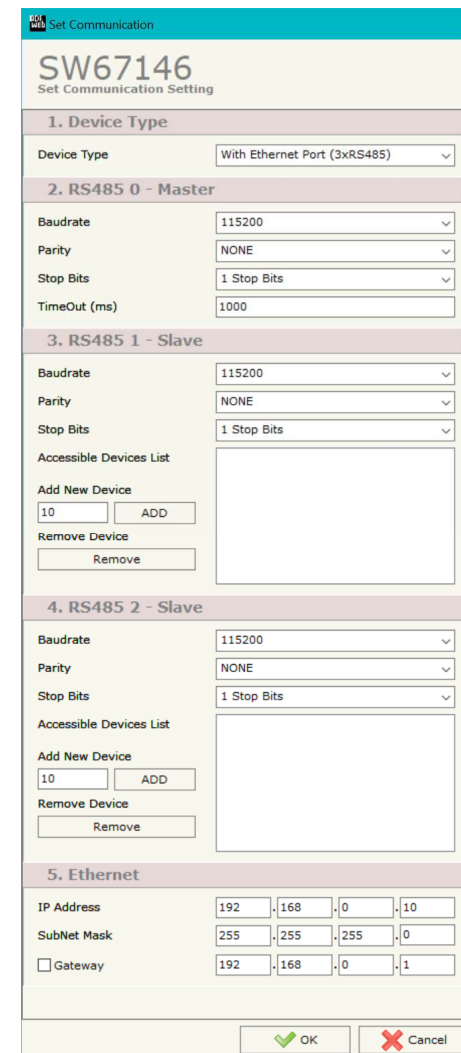 ADF
web Set Communication
SW67146
Set Communication Setting
1. Device Type
Device Type With Ethernet Port (3xRS485)
2. RS485 0 - Master
Baudrate 115200
Parity NONE
Stop Bits 1 Stop Bits
TimeOut (ms) 1000
3. RS485 1 - Slave
Baudrate 115200
Parity NONE
Stop Bits 1 Stop Bits
Accessible Devices List
Add New Device
10 ADD
Remove Device
Remove
4. RS485 2 - Slave
Baudrate 115200
Parity NONE
Stop Bits 1 Stop Bits
Accessible Devices List
Add New Device
10 ADD
Remove Device
Remove
5. Ethernet
IP Address 192 . 168 . 0 . 10
SubNet Mask 255 . 255 . 255 . 0
Gateway 192 . 168 . 0 . 1
OK Cancel